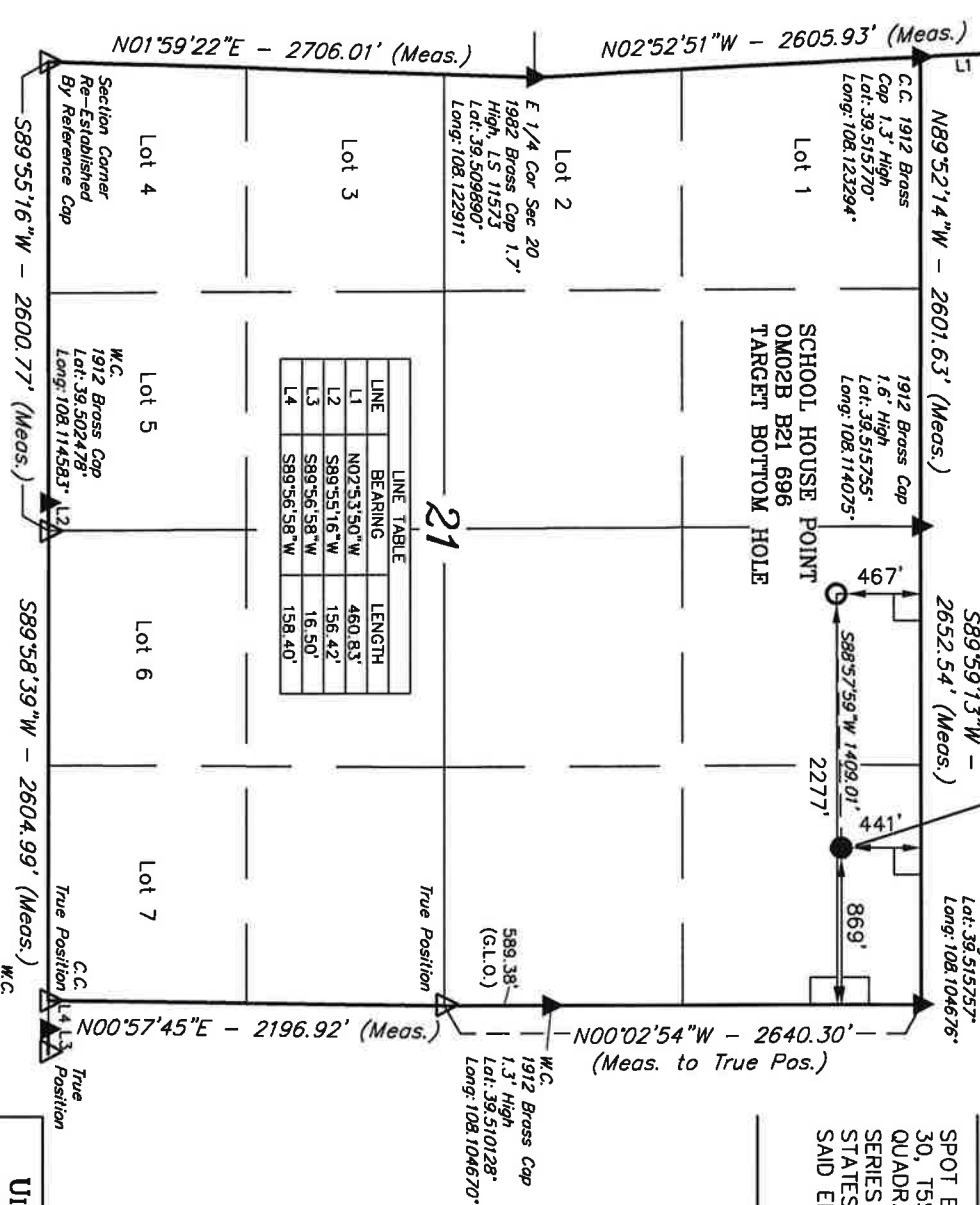 N01°59'22"E - 2706.01' (Meas.)
N02°52'51"W - 2605.93' (Meas.)
L1
C.C. 1912 Brass
Cap 1.3' High
Lat: 39.515770°
Long: 108.123294°
N89°52'14"W - 2601.63' (Meas.)
1912 Brass Cap
1.6' High
Lat: 39.515755°
Long: 108.114075°
S89°59'13"W -
2652.54' (Meas.)
Lat: 39.515757°
Long: 108.104676°
Lot 1
SCHOOL HOUSE POINT
OM02B B21 696
TARGET BOTTOM HOLE
467'
S88°57'59"W 1409.01'
2277'
441'
869'
E 1/4 Cor Sec 20
1982 Brass Cap 1.7'
High, LS 11573
Lat: 39.509890°
Long: 108.122911°
Lot 2
Lot 3
21
LINE TABLE
LINE BEARING LENGTH
L1 N02°53'50"W 460.83'
L2 S89°55'16"W 156.42'
L3 S89°56'58"W 16.50'
L4 S89°56'58"W 158.40'
True Position
589.38'
(G.L.O.)
N00°02'54"W - 2640.30'
(Meas. to True Pos.)
W.C.
1912 Brass Cap
1.3' High
Lat: 39.510128°
Long: 108.104670°
Lot 4
Lot 5
Lot 6
Lot 7
Section Corner
Re-Established
By Reference Cap
W.C.
1912 Brass Cap
Lat: 39.502478°
Long: 108.114583°
L2
C.C.
True Position
L4
L3
True
Position
N00°57'45"E - 2196.92' (Meas.)
S89°55'16"W - 2600.77' (Meas.)
S89°58'39"W - 2604.99' (Meas.)
W.C.
SPOT
30, T5
QUADR
SERIES
STATES
SAID